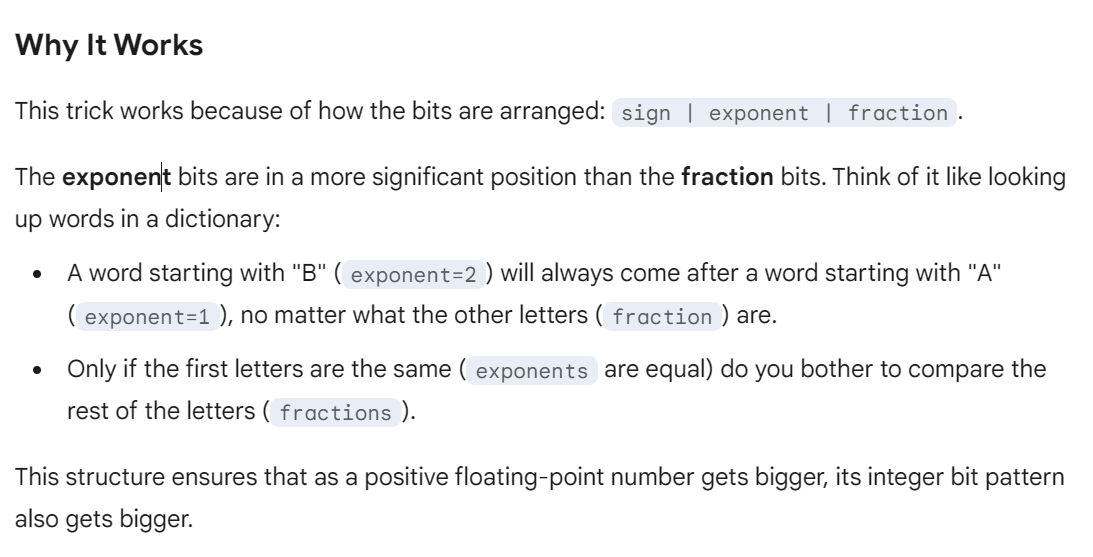 Why It Works
This trick works because of how the bits are arranged: sign | exponent | fraction.
The exponent bits are in a more significant position than the fraction bits. Think of it like looking
up words in a dictionary:
• A word starting with "B" (exponent=2) will always come after a word starting with "A"
(exponent=1), no matter what the other letters (fraction) are.
• Only if the first letters are the same (exponents are equal) do you bother to compare the
rest of the letters (fractions).
This structure ensures that as a positive floating-point number gets bigger, its integer bit pattern
also gets bigger.